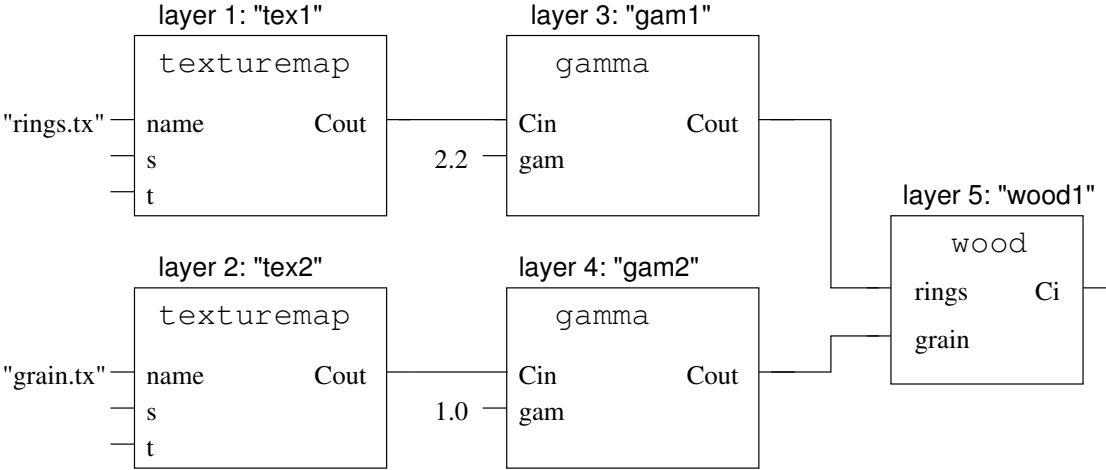 layer 1: "tex1"
texturemap
"rings.tx" name Cout
s
t
layer 3: "gam1"
gamma
Cin Cout
2.2 gam
layer 2: "tex2"
texturemap
"grain.tx" name Cout
s
t
layer 4: "gam2"
gamma
Cin Cout
1.0 gam
layer 5: "wood1"
wood
rings Ci
grain